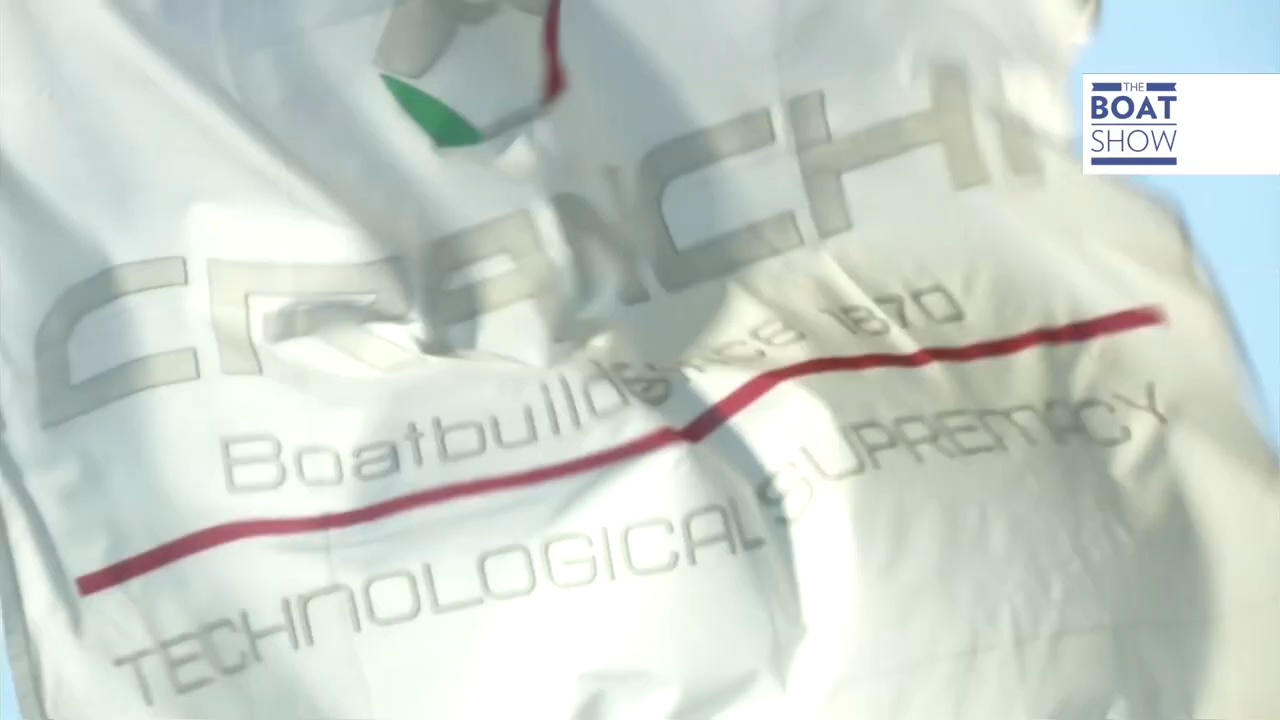 THE
BOAT
SHOW
CRANCHI
Boatbuilders since 1870
TECHNOLOGICAL SUPREMACY